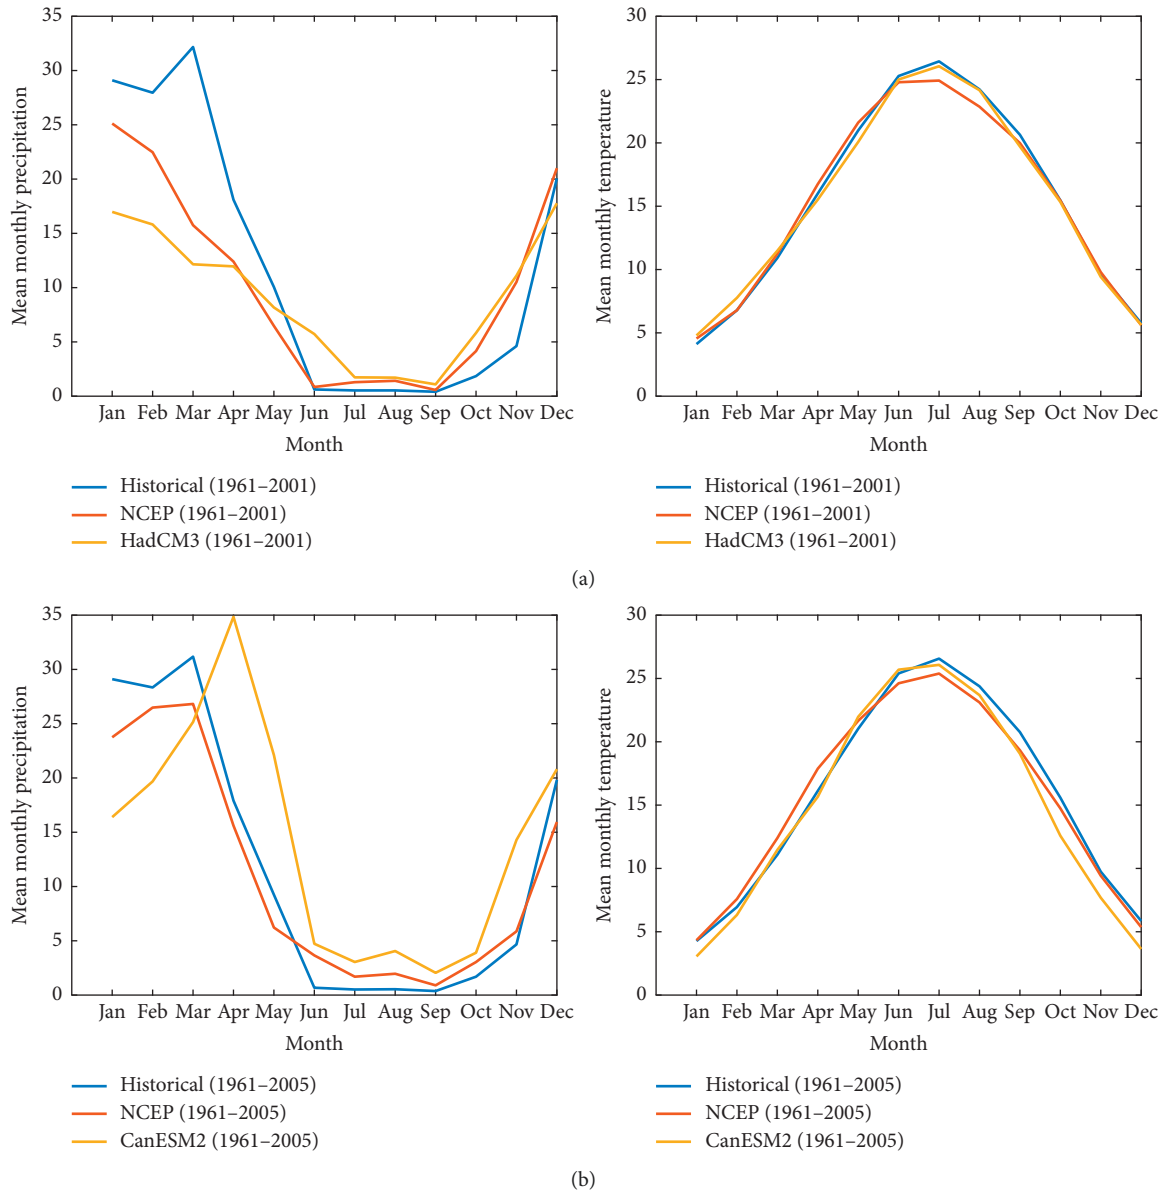 35
30
25
20
15
10
5
0
Mean monthly precipitation
Jan Feb Mar Apr May Jun Jul Aug Sep Oct Nov Dec
Month
Historical (1961–2001)
NCEP (1961–2001)
HadCM3 (1961–2001)
30
25
20
15
10
5
0
Mean monthly temperature
Jan Feb Mar Apr May Jun Jul Aug Sep Oct Nov Dec
Month
Historical (1961–2001)
NCEP (1961–2001)
HadCM3 (1961–2001)
(a)
35
30
25
20
15
10
5
0
Mean monthly precipitation
Jan Feb Mar Apr May Jun Jul Aug Sep Oct Nov Dec
Month
Historical (1961–2005)
NCEP (1961–2005)
CanESM2 (1961–2005)
30
25
20
15
10
5
0
Mean monthly temperature
Jan Feb Mar Apr May Jun Jul Aug Sep Oct Nov Dec
Month
Historical (1961–2005)
NCEP (1961–2005)
CanESM2 (1961–2005)
(b)